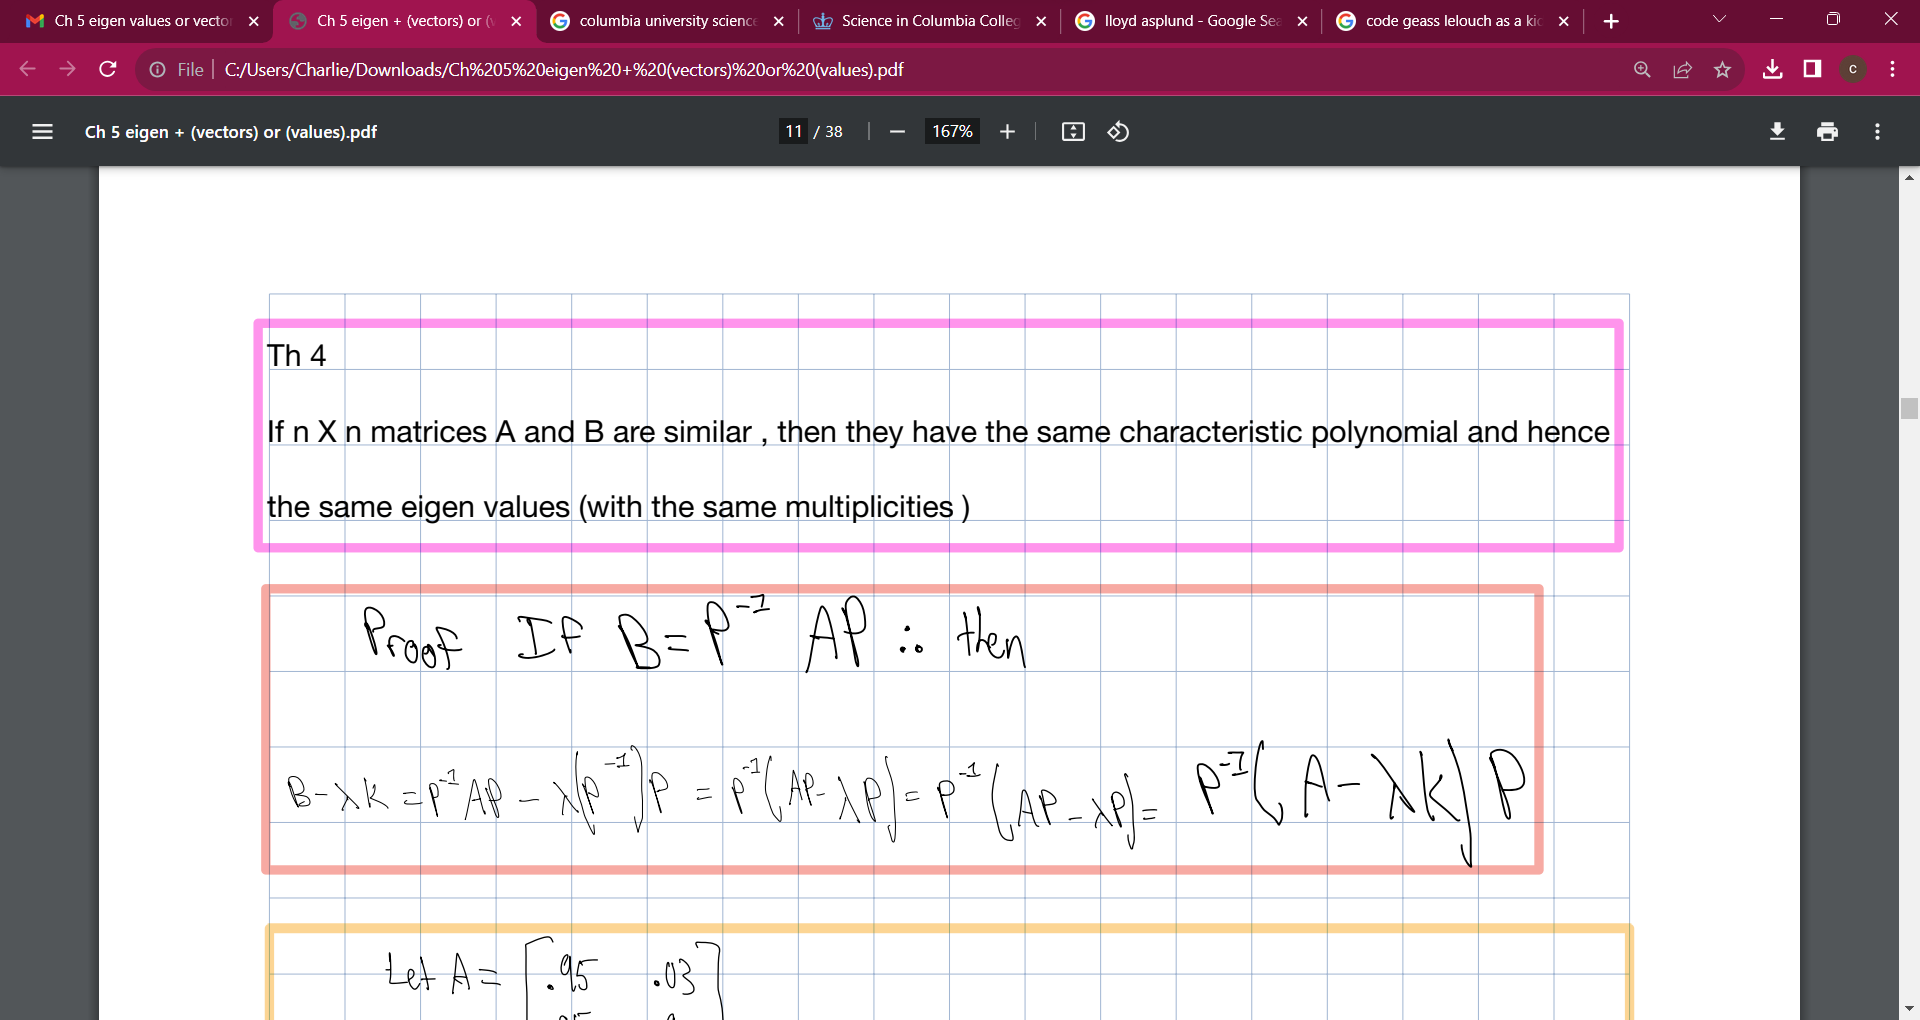 Ch 5 eigen values or vector
Ch 5 eigen + (vectors) or (v
columbia university science
Science in Columbia Colleg
lloyd asplund - Google Sea
code geass lelouch as a kid
File
C:/Users/Charlie/Downloads/Ch%205%20eigen%20+%20(vectors)%20or%20(values).pdf
C
Ch 5 eigen + (vectors) or (values).pdf
11 / 38
167%
Th 4
If n X n matrices A and B are similar , then they have the same characteristic polynomial and hence
the same eigen values (with the same multiplicities )
Proof If B = P⁻¹ AP ∴ then
B-λk = P⁻¹AP - λ(P⁻¹)P = P⁻¹(AP-λP) = P⁻¹(AP-λP) = P⁻¹(A-λk)P
Let A = [.95 .03]